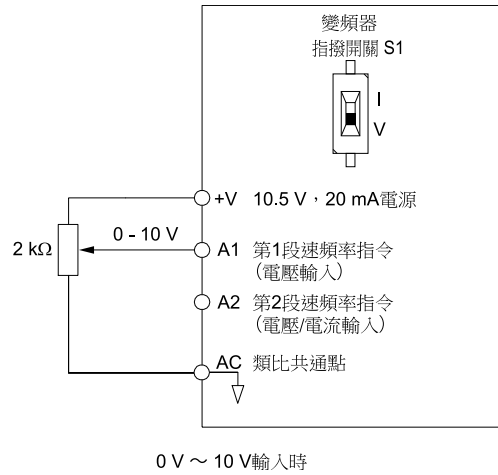 變頻器
指撥開關 S1
I
V
+V 10.5 V，20 mA電源
2 kΩ
0 - 10 V
A1 第1段速頻率指令
(電壓輸入)
A2 第2段速頻率指令
(電壓/電流輸入)
AC 類比共通點
0 V ～ 10 V輸入時